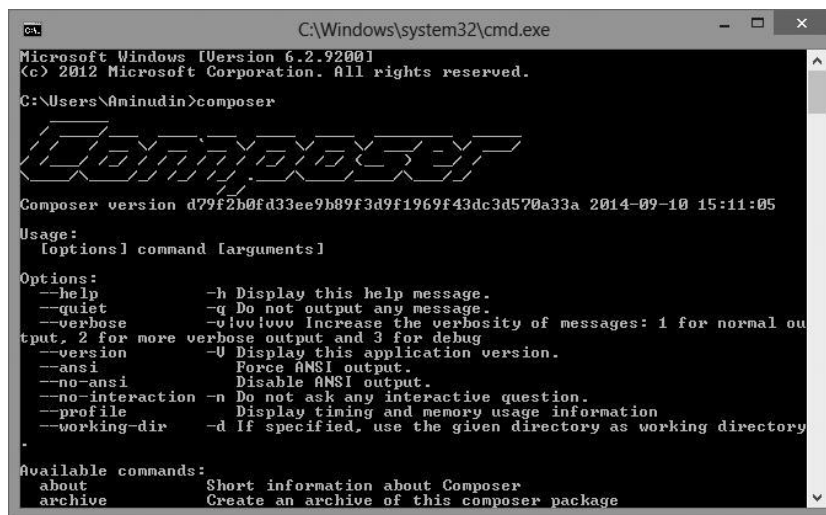 C:\Windows\system32\cmd.exe
Microsoft Windows [Version 6.2.9200]
(c) 2012 Microsoft Corporation. All rights reserved.
C:\Users\Aminudin>composer
Composer
Composer version d79f2b0fd33ee9b89f3d9f1969f43dc3d570a33a 2014-09-10 15:11:05
Usage:
[options] command [arguments]
Options:
--help -h Display this help message.
--quiet -q Do not output any message.
--verbose -v|vv|vvv Increase the verbosity of messages: 1 for normal ou
tput, 2 for more verbose output and 3 for debug
--version -V Display this application version.
--ansi Force ANSI output.
--no-ansi Disable ANSI output.
--no-interaction -n Do not ask any interactive question.
--profile Display timing and memory usage information
--working-dir -d If specified, use the given directory as working directory
.
Available commands:
about Short information about Composer
archive Create an archive of this composer package